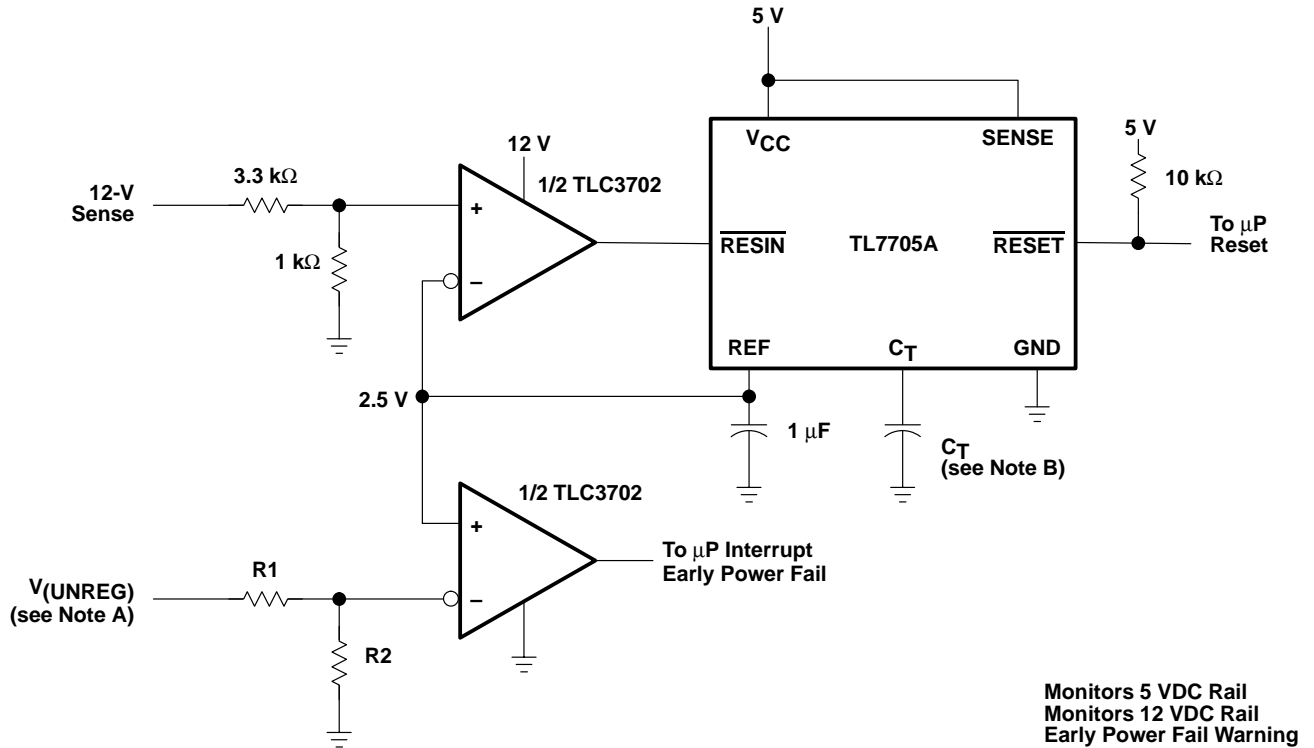 5 V
VCC
SENSE
5 V
10 kΩ
12 V
1/2 TLC3702
3.3 kΩ
12-V
Sense
+
RESIN
TL7705A
RESET
To μP
Reset
1 kΩ
–
REF
CT
GND
2.5 V
1 μF
CT
(see Note B)
1/2 TLC3702
+
To μP Interrupt
Early Power Fail
V(UNREG)
(see Note A)
R1
–
R2
Monitors 5 VDC Rail
Monitors 12 VDC Rail
Early Power Fail Warning